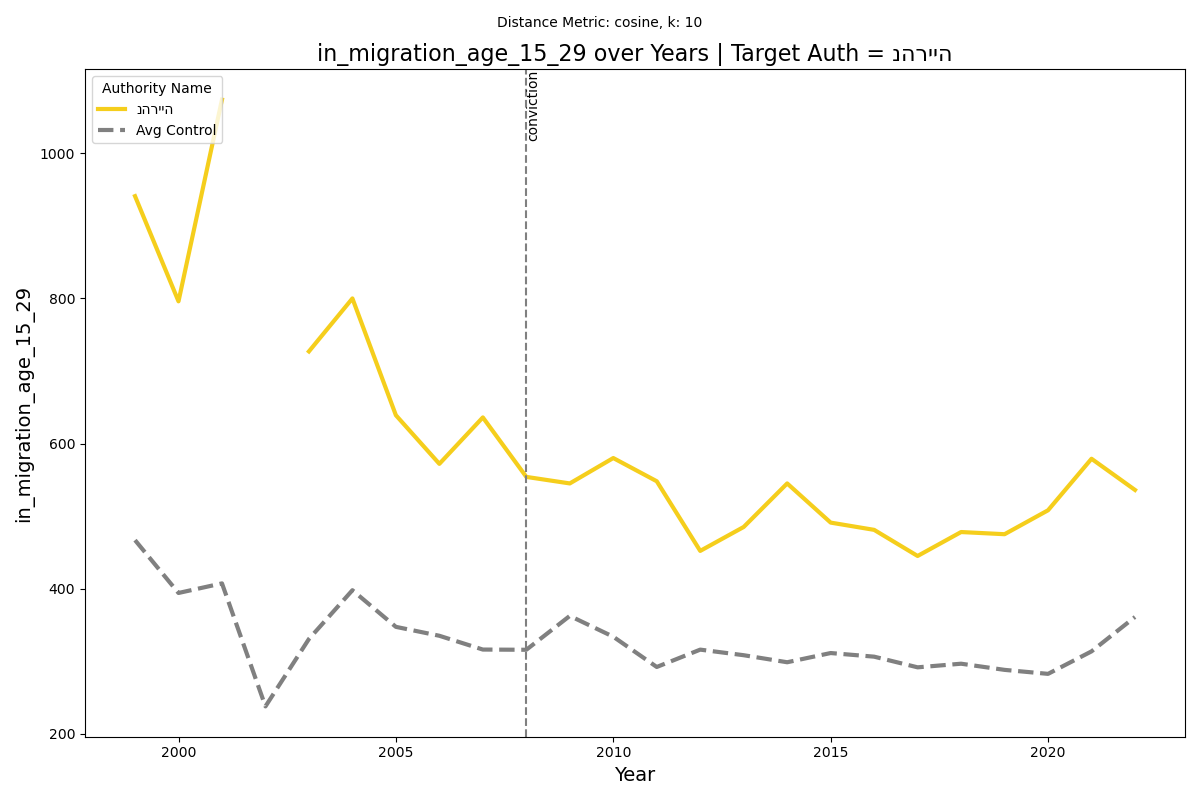 Distance Metric: cosine, k: 10
in_migration_age_15_29 over Years | Target Auth = נהרייה
Authority Name
נהרייה
Avg Control
conviction
in_migration_age_15_29
1000
800
600
400
200
2000 2005 2010 2015 2020
Year